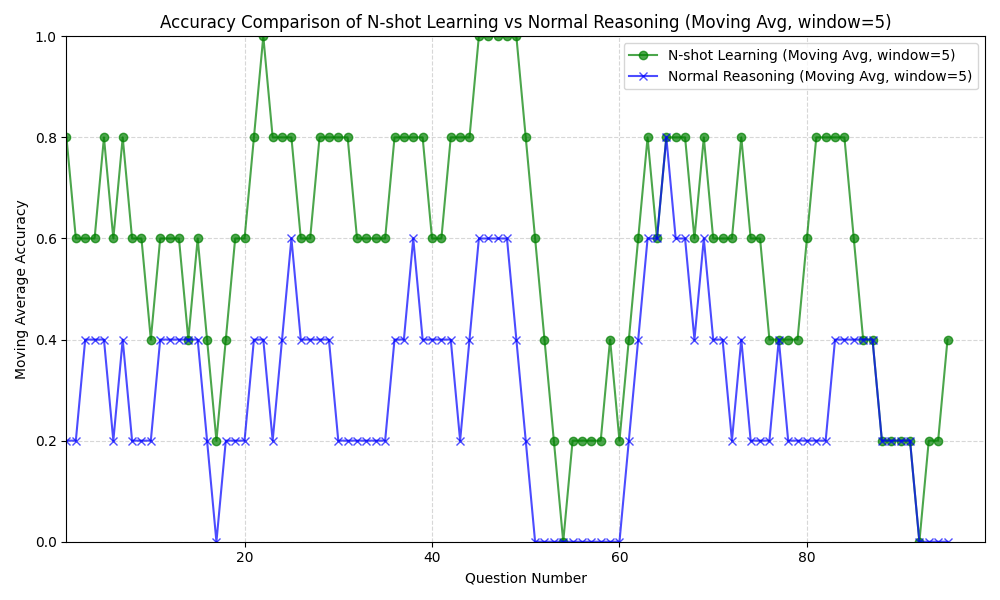 Accuracy Comparison of N-shot Learning vs Normal Reasoning (Moving Avg, window=5)
N-shot Learning (Moving Avg, window=5)
Normal Reasoning (Moving Avg, window=5)
Moving Average Accuracy
1.0
0.8
0.6
0.4
0.2
0.0
20
40
60
80
Question Number